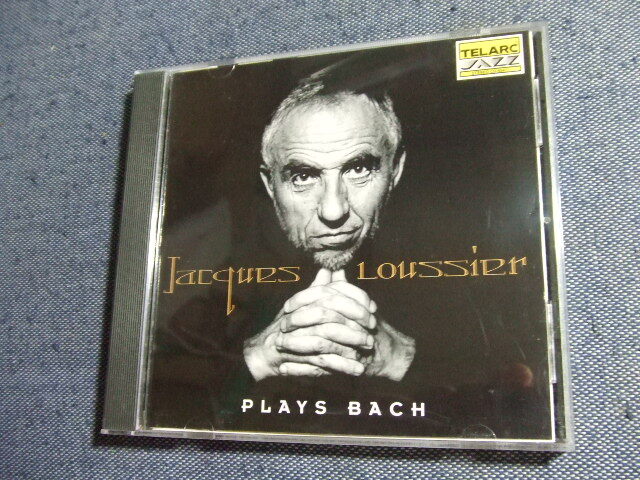 TELARC
JAZZ
Jacques Loussier
PLAYS BACH